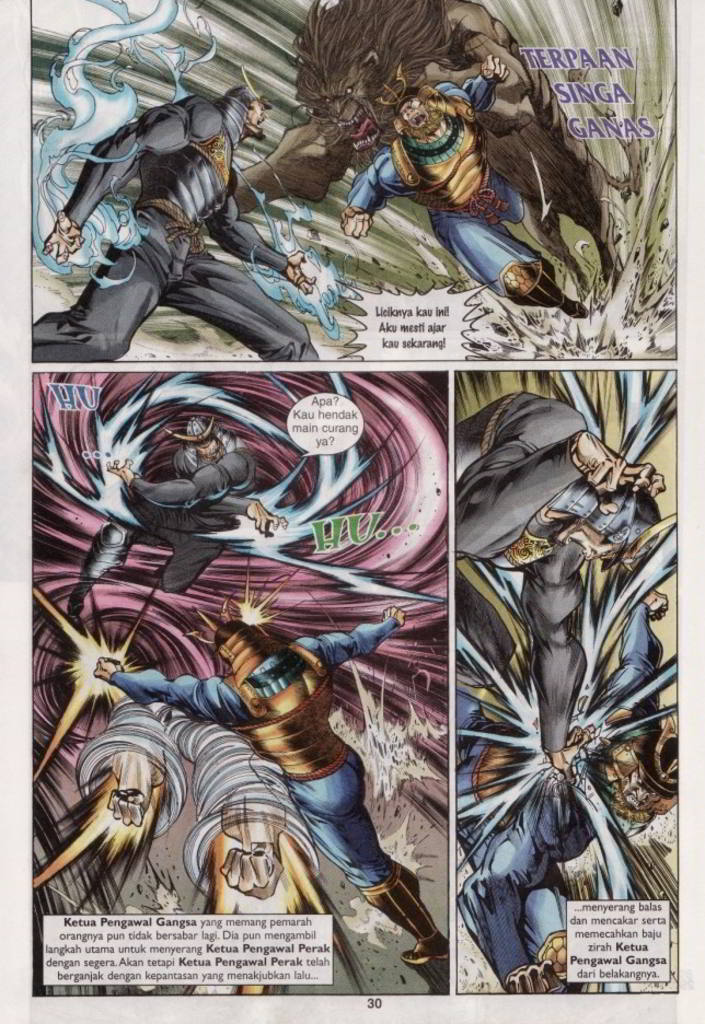 TERPAAN
SINGA
GANAS
Liciknya kau ini!
Aku mesti ajar
kau sekarang!
HU
...
Apa?
Kau hendak
main curang
ya?
HU....
Ketua Pengawal Gangsa yang memang pemarah
orangnya pun tidak bersabar lagi. Dia pun mengambil
langkah utama untuk menyerang Ketua Pengawal Perak
dengan segera. Akan tetapi Ketua Pengawal Perak telah
berganjak dengan kepantasan yang menakjubkan lalu...
...menyerang balas
dan mencakar serta
memecahkan baju
zirah Ketua
Pengawal Gangsa
dari belakangnya.
30